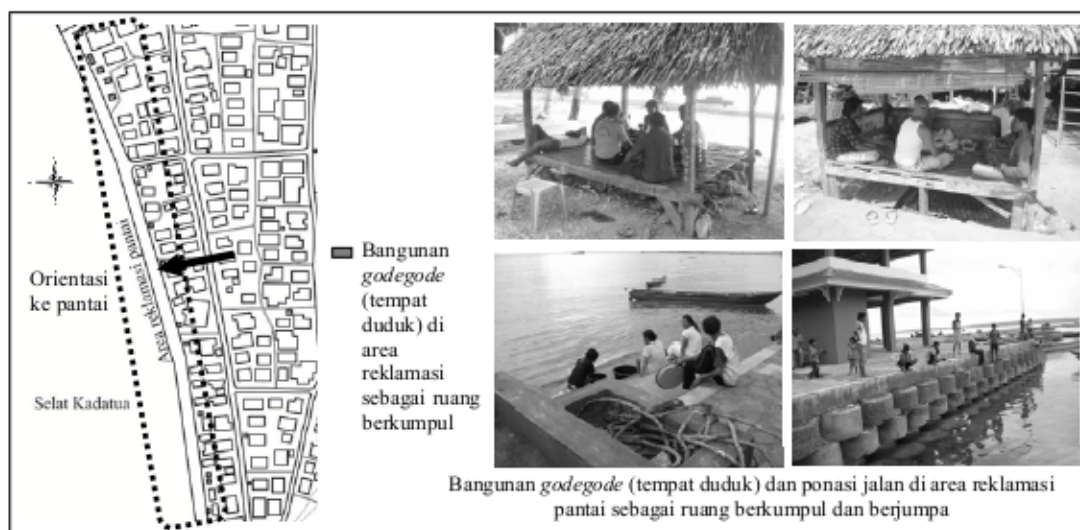 Orientasi
ke pantai
Area reklamasi pantai
Selat Kadatua
Bangunan
godegode
(tempat
duduk) di
area
reklamasi
sebagai ruang
berkumpul
Bangunan godegode (tempat duduk) dan ponasi jalan di area reklamasi
pantai sebagai ruang berkumpul dan berjumpa